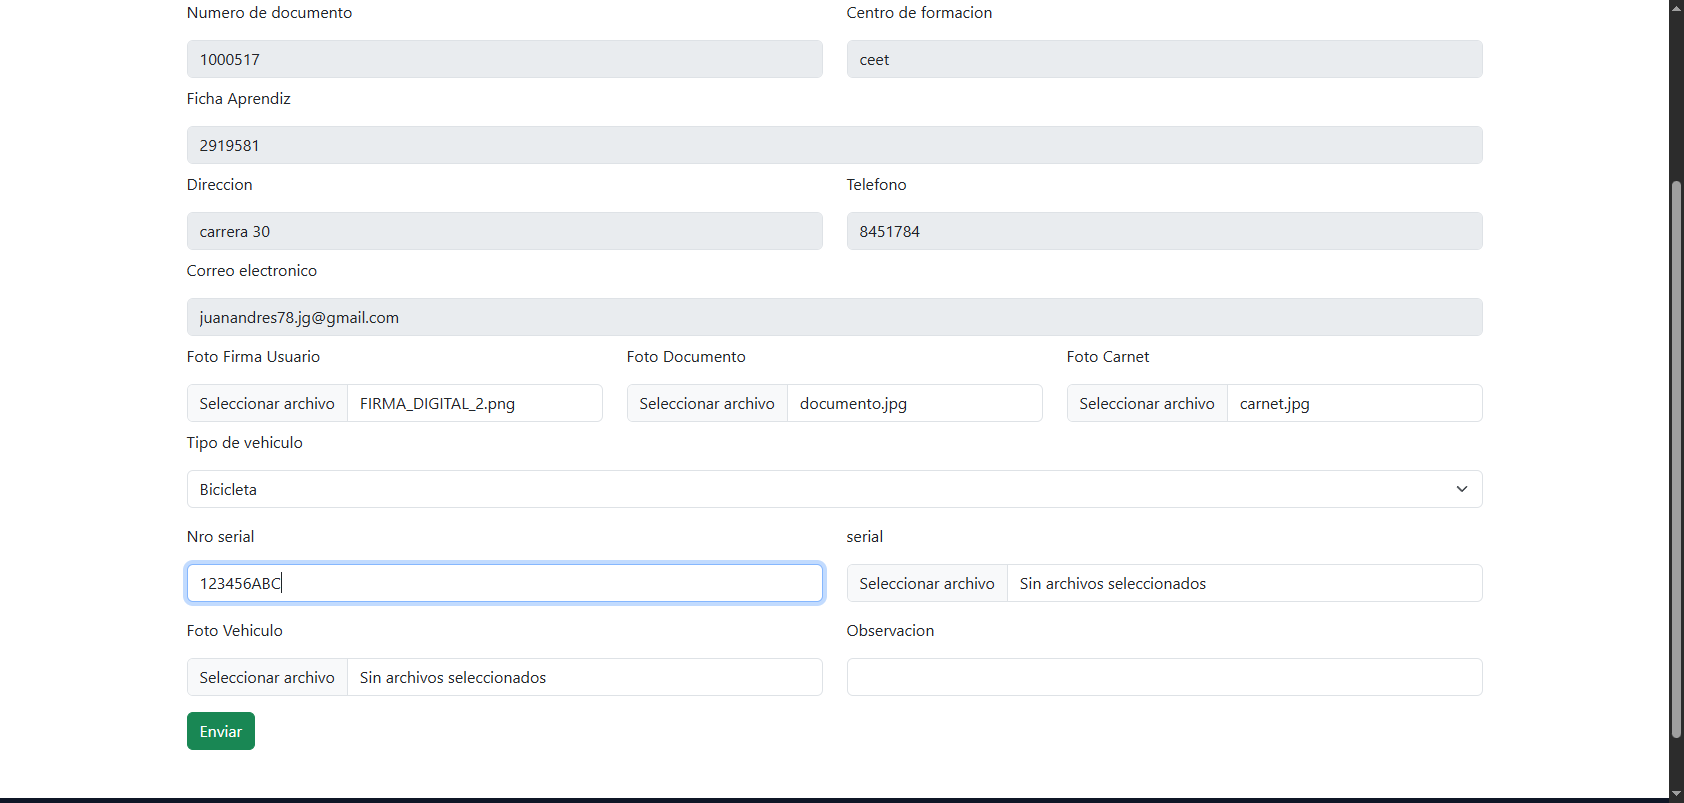 Numero de documento
Centro de formacion
1000517
ceet
Ficha Aprendiz
2919581
Direccion
Telefono
carrera 30
8451784
Correo electronico
juanandres78.jg@gmail.com
Foto Firma Usuario
Foto Documento
Foto Carnet
Seleccionar archivo FIRMA_DIGITAL_2.png
Seleccionar archivo documento.jpg
Seleccionar archivo carnet.jpg
Tipo de vehiculo
Bicicleta
Nro serial
serial
123456ABC
Seleccionar archivo Sin archivos seleccionados
Foto Vehiculo
Observacion
Seleccionar archivo Sin archivos seleccionados
Enviar